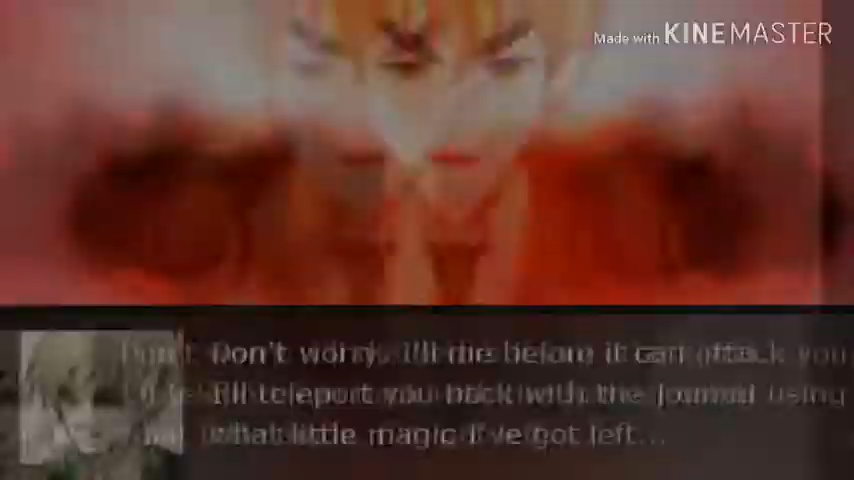 Made with KINEMASTER
Don't worry. I'll die before it can attack you
I'll teleport you back with the journal using
what little magic I've got left...